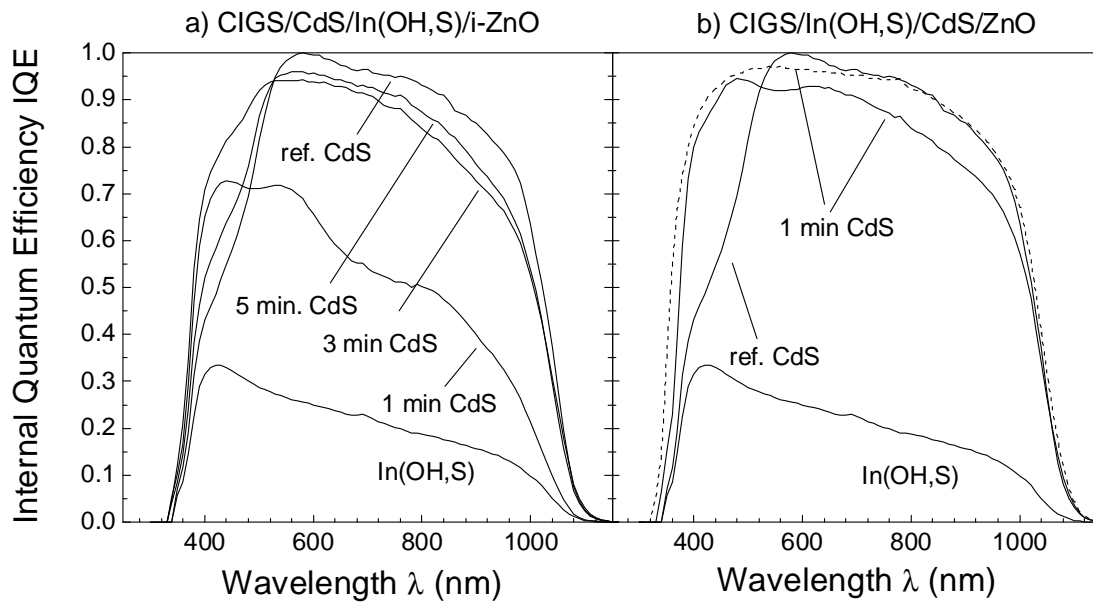 a) CIGS/CdS/In(OH,S)/i-ZnO
b) CIGS/In(OH,S)/CdS/ZnO
Internal Quantum Efficiency IQE
1.0
0.9
0.8
0.7
0.6
0.5
0.4
0.3
0.2
0.1
0.0
ref. CdS
5 min. CdS
3 min CdS
1 min CdS
In(OH,S)
1 min CdS
ref. CdS
In(OH,S)
400 600 800 1000
400 600 800 1000
Wavelength λ (nm)
Wavelength λ (nm)